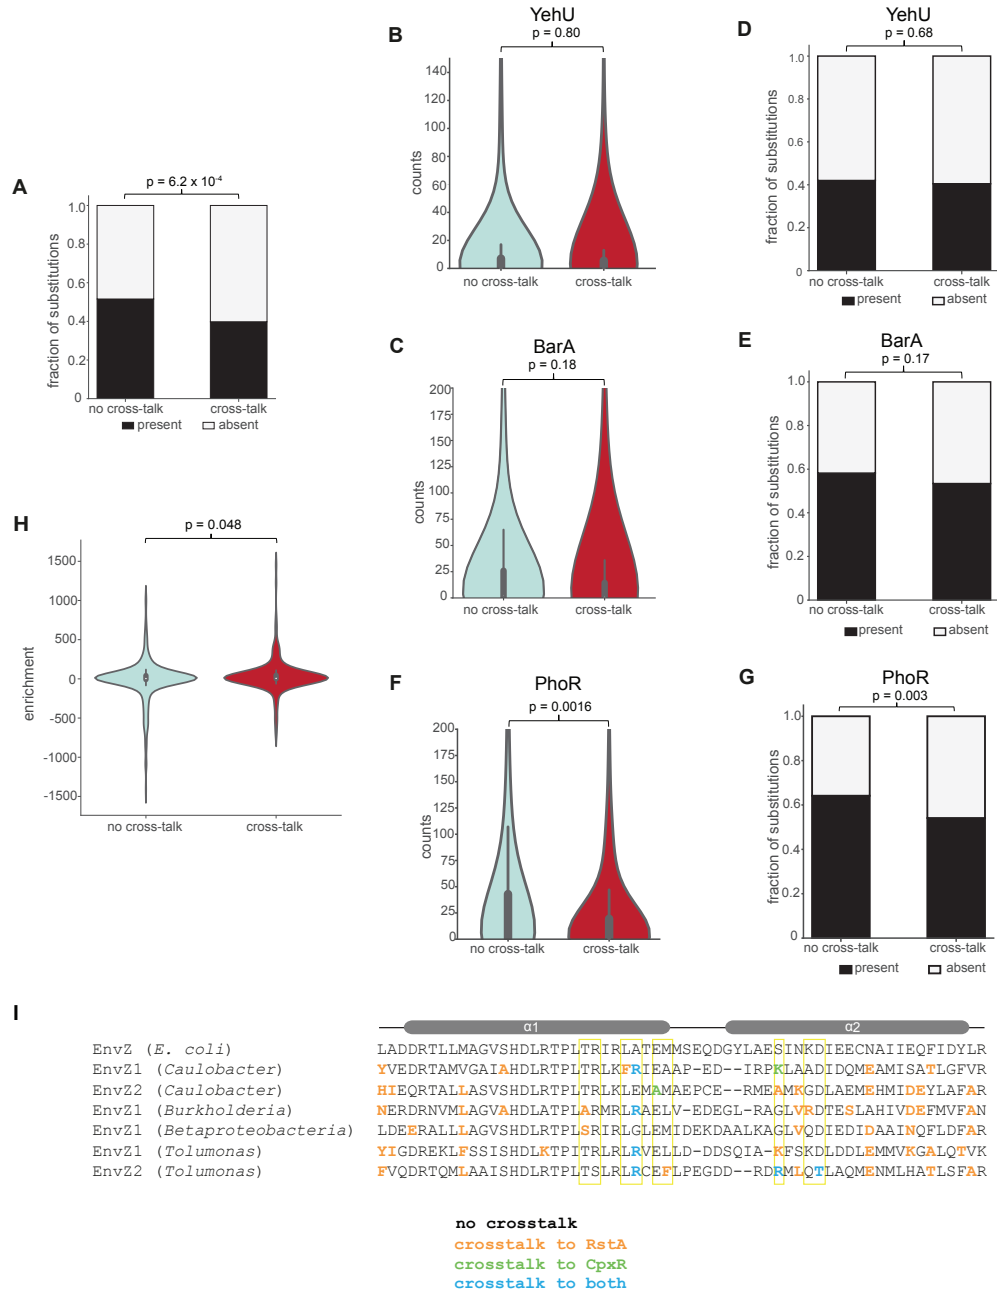 A
p = 6.2 x 10⁻⁴
fraction of substitutions
1.0
0.8
0.6
0.4
0.2
0
no cross-talk
cross-talk
present
absent
B
YehU
p = 0.80
counts
140
120
100
80
60
40
20
0
no cross-talk
cross-talk
C
BarA
p = 0.18
counts
200
175
150
125
100
75
50
25
0
no cross-talk
cross-talk
D
YehU
p = 0.68
fraction of substitutions
1.0
0.8
0.6
0.4
0.2
0
no cross-talk
cross-talk
present
absent
E
BarA
p = 0.17
fraction of substitutions
1.0
0.8
0.6
0.4
0.2
0
no cross-talk
cross-talk
present
absent
F
PhoR
p = 0.0016
counts
200
175
150
125
100
75
50
25
0
no cross-talk
cross-talk
G
PhoR
p = 0.003
fraction of substitutions
1.0
0.8
0.6
0.4
0.2
0
no cross-talk
cross-talk
present
absent
H
p = 0.048
enrichment
1500
1000
500
0
-500
-1000
-1500
no cross-talk
cross-talk
I
α1
α2
EnvZ (E. coli) LADDRTLLMAGVSHDLRTPLTRIRLATEMMSEQDGYLAESINKDIEECNAIIEQFIDYLR
EnvZ1 (Caulobacter) YVEDRTAMVGAIAHDLRTPLTRLKFRIEAA-PED--IRPKLAADIDQMEAMISATLGFVR
EnvZ2 (Caulobacter) HIEQRTALLASVSHDLRTPLTRLKLEMAMAEPCE--RMEAMKGDLAEMEHMIDEYLAFAR
EnvZ1 (Burkholderia) NERDRNVMLAGVAHDLATPLARMRLRAELV-EDEGLRAGLVRDTESLAHIVDEFMVFAN
EnvZ1 (Betaproteobacteria) LDEERALLLAGVSHDLRTPLSRIRLGLEMIDEKDAALKAGLVQDIEDIDAAINQFLDFAR
EnvZ1 (Tolumonas) YIGDREKLFSSISHDLKTPITRLRLRVELLDDSQIAKKFSKDLDDLEMMVKGALQTVK
EnvZ2 (Tolumonas) FVQDRTQMLAAISHDLRTPLTSLRLRCEFLPEGDD--RDRMLQTLAQMENMLHATLSFAR
no crosstalk
crosstalk to RstA
crosstalk to CpxR
crosstalk to both